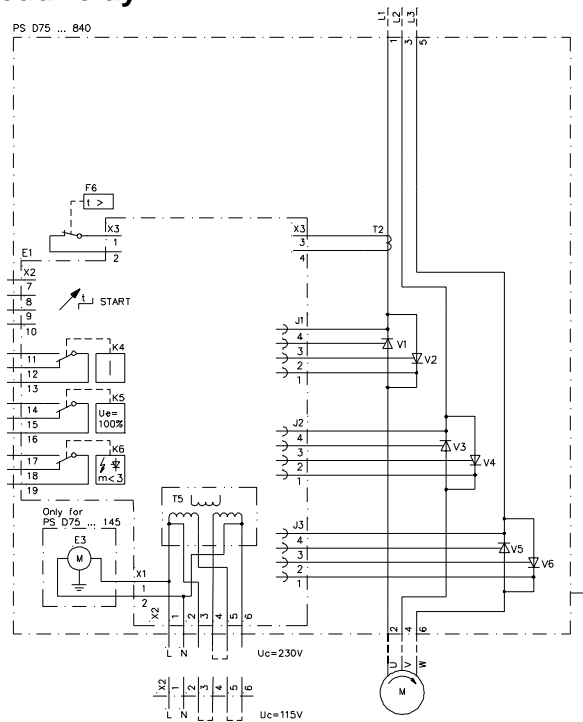 PS D75 ... 840
L1 L2 L3
1 3 5
F6
t >
X3
1
2
X3
3
4
T2
E1
X2
7
8
9
10
t START
J1
4
3
2
1
V1
V2
11
12
13
K4
14
15
16
K5
Ue=
100%
17
18
19
K6
m<3
J2
4
3
2
1
V3
V4
T5
Only for
PS D75 ... 145
E3
M
X1
1
2
J3
4
3
2
1
V5
V6
X2 1 2 3 4 5 6
L N Uc=230V
X2 1 2 3 4 5 6
L N Uc=115V
2 4 6
U V W
M